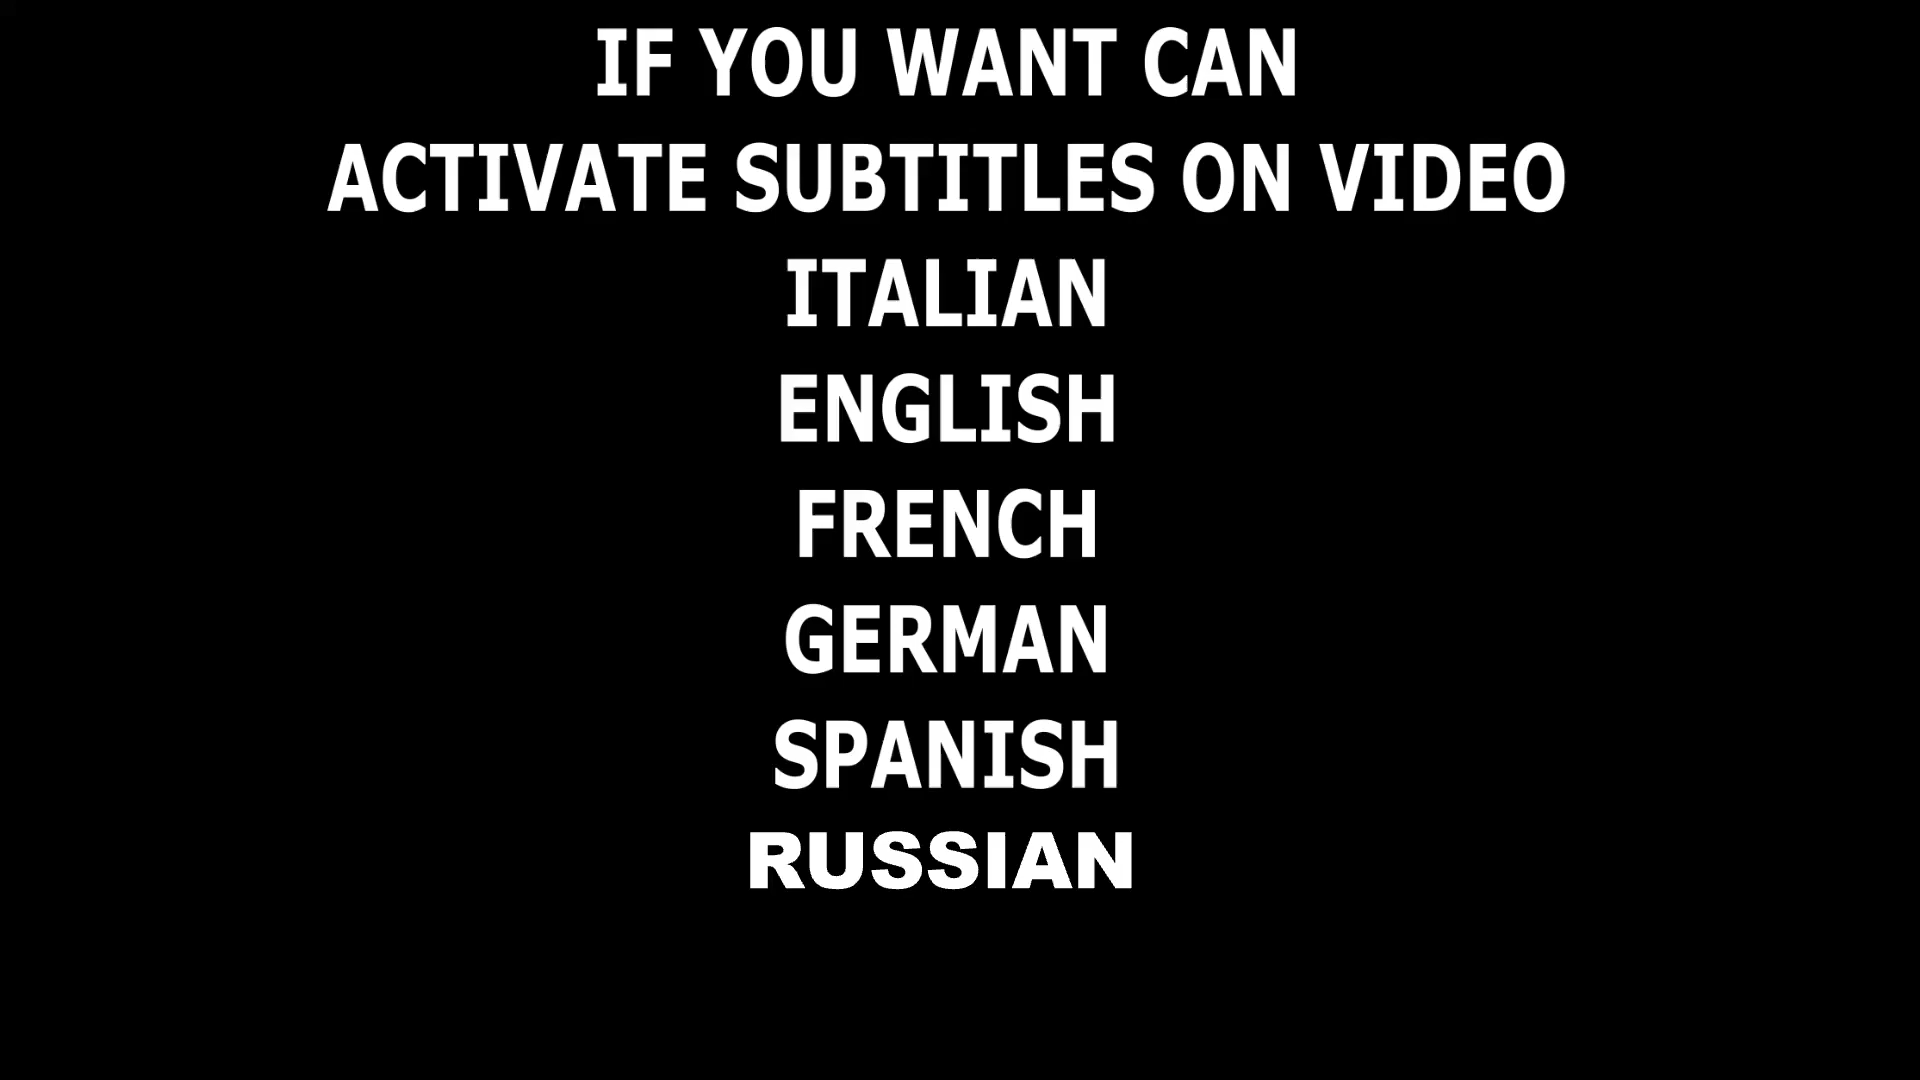 IF YOU WANT CAN
ACTIVATE SUBTITLES ON VIDEO
ITALIAN
ENGLISH
FRENCH
GERMAN
SPANISH
RUSSIAN